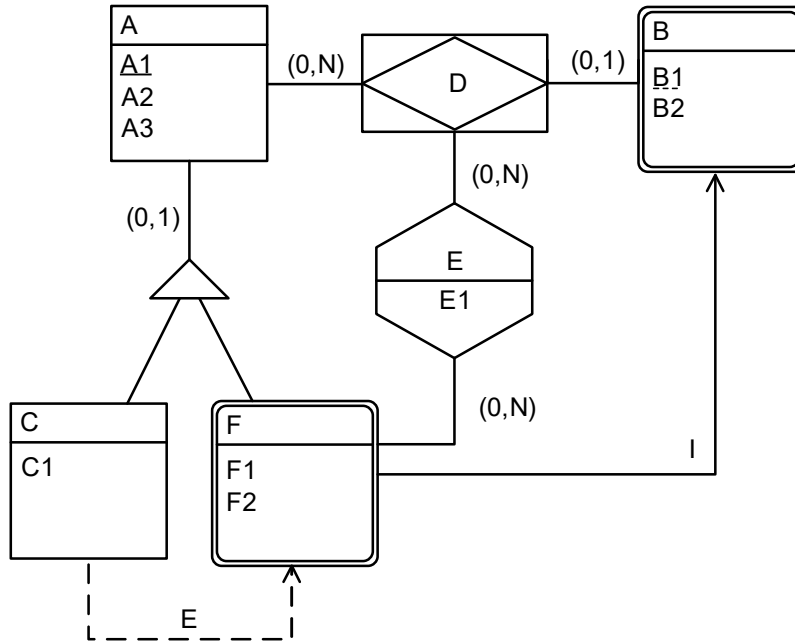 A
A1
A2
A3
(0,N)
D
(0,1)
B
B1
B2
(0,1)
(0,N)
E
E1
(0,N)
C
C1
F
F1
F2
I
E